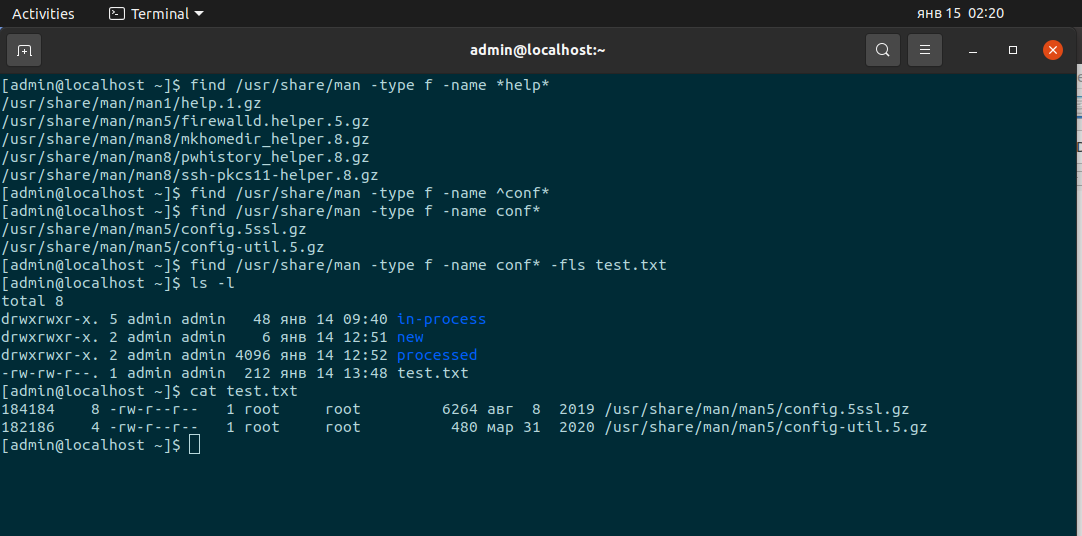 Activities Terminal янв 15 02:20
admin@localhost:~
[admin@localhost ~]$ find /usr/share/man -type f -name *help*
/usr/share/man/man1/help.1.gz
/usr/share/man/man5/firewalld.helper.5.gz
/usr/share/man/man8/mkhomedir_helper.8.gz
/usr/share/man/man8/pwhistory_helper.8.gz
/usr/share/man/man8/ssh-pkcs11-helper.8.gz
[admin@localhost ~]$ find /usr/share/man -type f -name ^conf*
[admin@localhost ~]$ find /usr/share/man -type f -name conf*
/usr/share/man/man5/config.5ssl.gz
/usr/share/man/man5/config-util.5.gz
[admin@localhost ~]$ find /usr/share/man -type f -name conf* -fls test.txt
[admin@localhost ~]$ ls -l
total 8
drwxrwxr-x. 5 admin admin   48 янв 14 09:40 in-process
drwxrwxr-x. 2 admin admin    6 янв 14 12:51 new
drwxrwxr-x. 2 admin admin 4096 янв 14 12:52 processed
-rw-rw-r--. 1 admin admin  212 янв 14 13:48 test.txt
[admin@localhost ~]$ cat test.txt
184184    8 -rw-r--r--   1 root     root         6264 авг  8  2019 /usr/share/man/man5/config.5ssl.gz
182186    4 -rw-r--r--   1 root     root          480 мар 31  2020 /usr/share/man/man5/config-util.5.gz
[admin@localhost ~]$